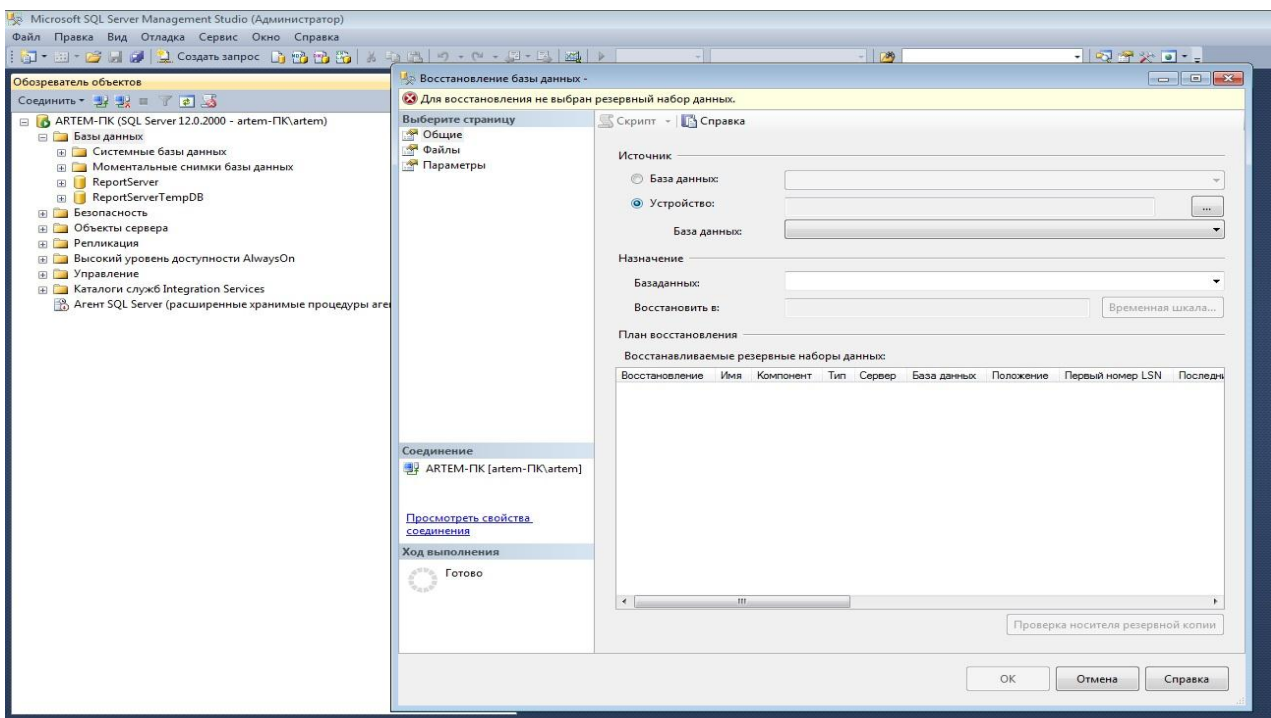 Microsoft SQL Server Management Studio (Администратор)
Файл Правка Вид Отладка Сервис Окно Справка
Создать запрос
Обозреватель объектов
Соединить
ARTEM-ПК (SQL Server 12.0.2000 - artem-ПК\artem)
Базы данных
Системные базы данных
Моментальные снимки базы данных
ReportServer
ReportServerTempDB
Безопасность
Объекты сервера
Репликация
Высокий уровень доступности AlwaysOn
Управление
Каталоги служб Integration Services
Агент SQL Server (расширенные хранимые процедуры аге
Восстановление базы данных -
Для восстановления не выбран резервный набор данных.
Выберите страницу
Общие
Файлы
Параметры
Соединение
ARTEM-ПК [artem-ПК\artem]
Просмотреть свойства
соединения
Ход выполнения
Готово
Скрипт Справка
Источник
База данных:
Устройство:
...
База данных:
Назначение
Базаданных:
Восстановить в:
Временная шкала...
План восстановления
Восстанавливаемые резервные наборы данных:
Восстановление Имя Компонент Тип Сервер База данных Положение Первый номер LSN Последн
Проверка носителя резервной копии
ОК Отмена Справка